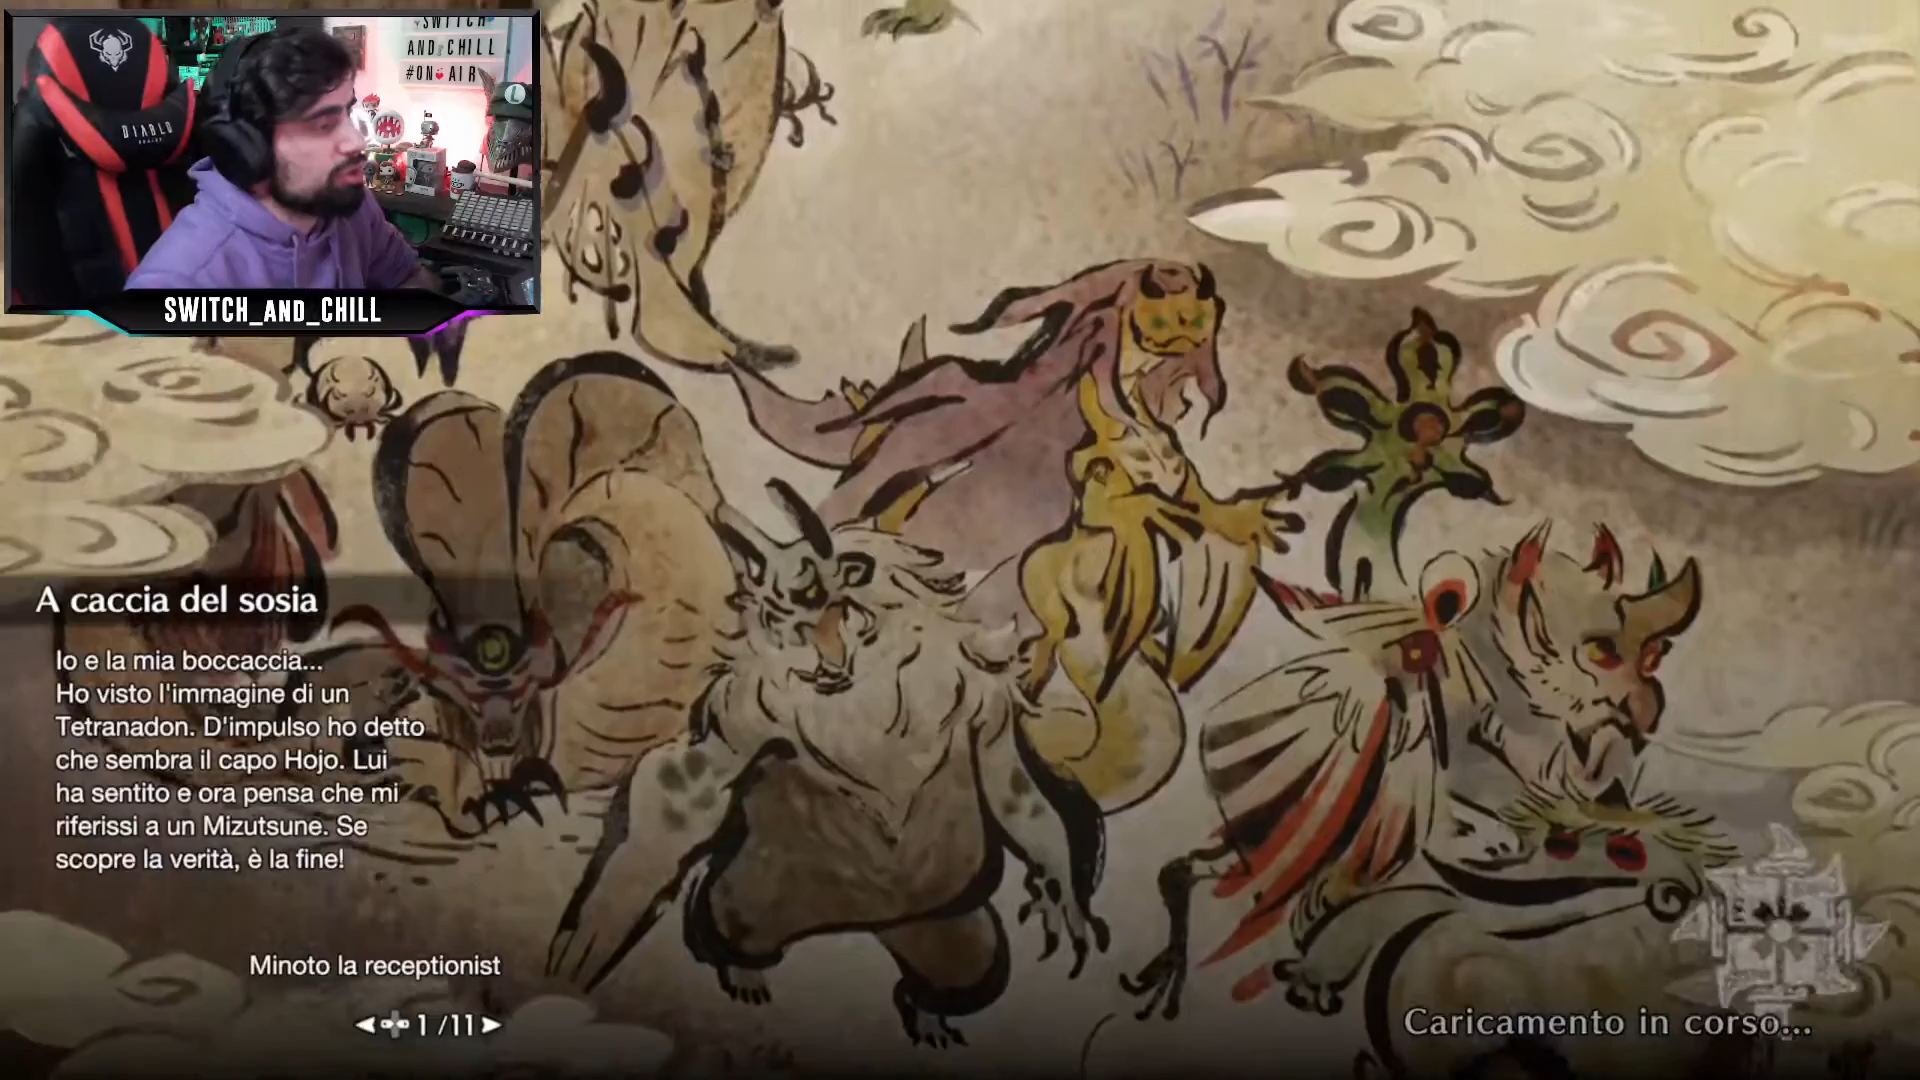 SWITCH
AND CHILL
#ON AIR
L
DIABLO
SWITCH_AND_CHILL
A caccia del sosia
Io e la mia boccaccia...
Ho visto l'immagine di un
Tetranadon. D'impulso ho detto
che sembra il capo Hojo. Lui
ha sentito e ora pensa che mi
riferissi a un Mizutsune. Se
scopre la verità, è la fine!
Minoto la receptionist
1/11
Caricamento in corso...